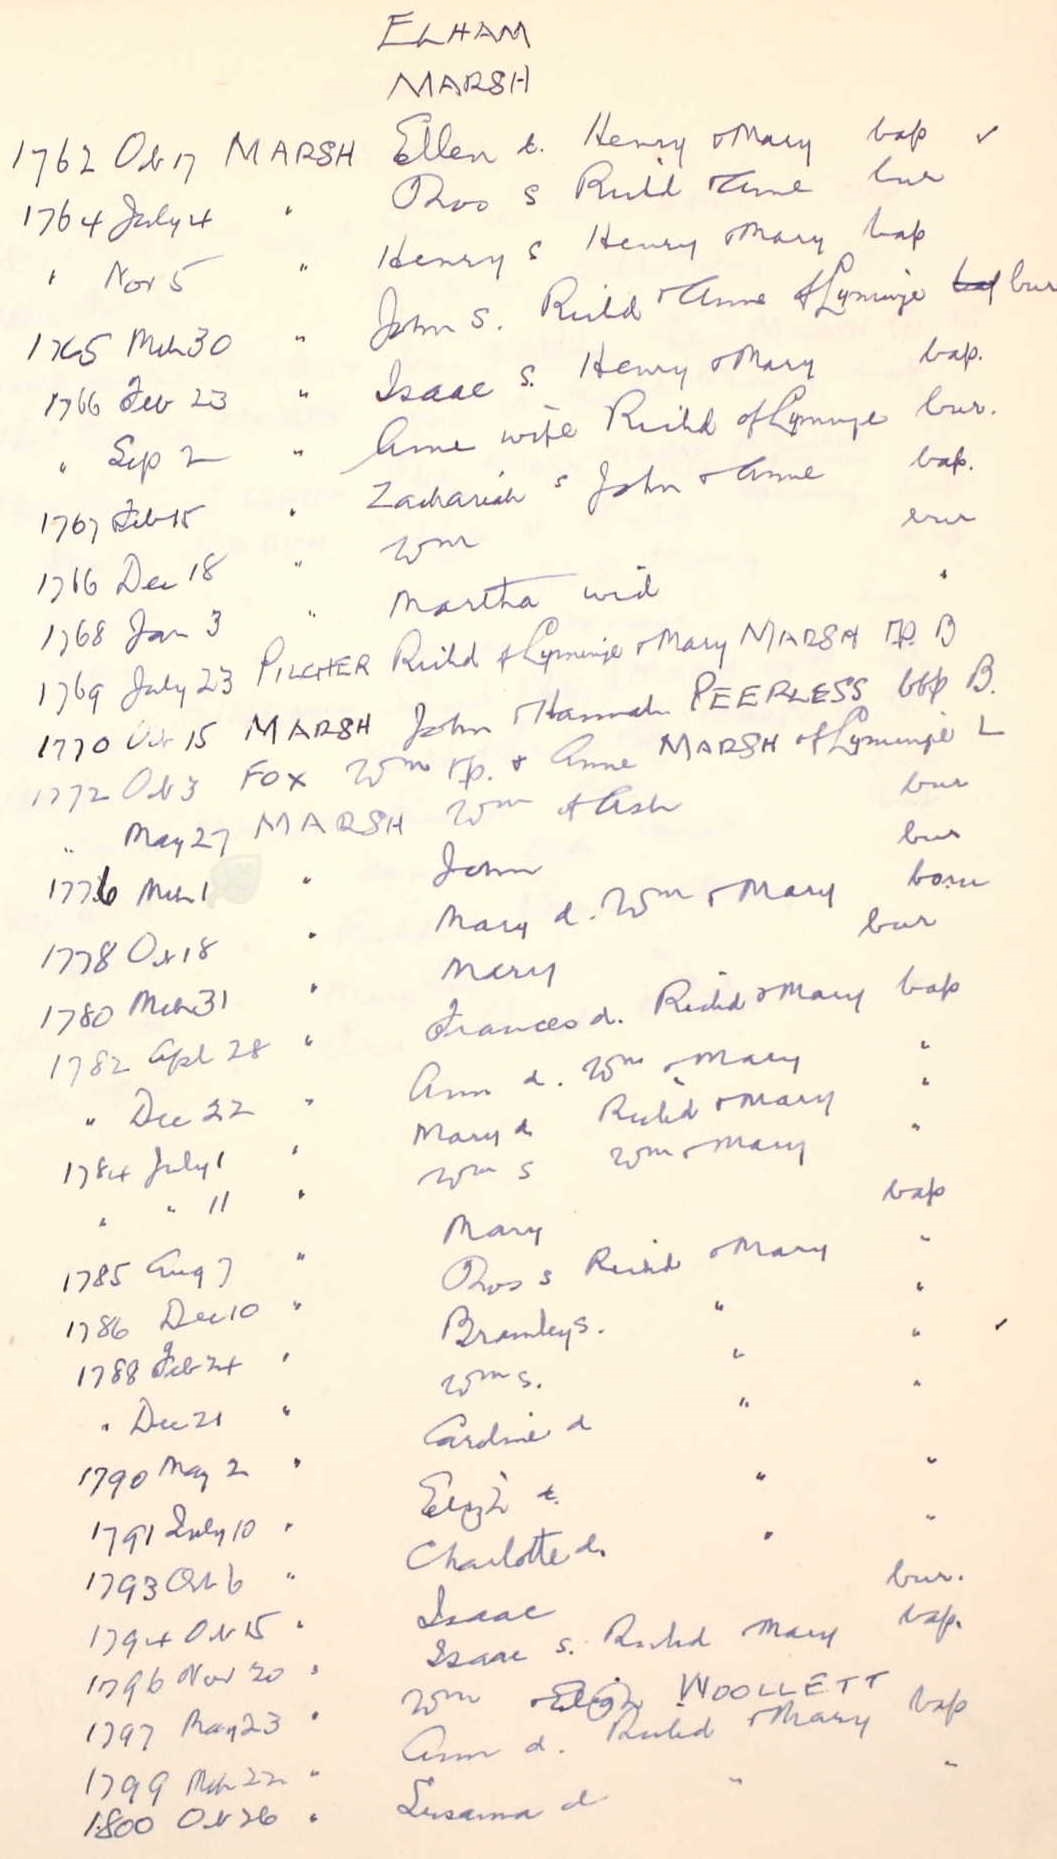 ELHAM
MARSH
1762 Oct 17 MARSH Ellen d. Henry & Mary bap ✓
1764 July 4 " Thos s Richd & Anne bur
" Nov 5 " Henry s Henry & Mary bap
1765 Mch 30 " John s. Richd & Anne of Lyminge bap bur
1766 Feb 23 " Isaac s. Henry & Mary bap.
" Sep 2 " Anne wife Richd of Lyminge bur.
1767 Feb 15 " Zachariah s John & Anne bap.
1766 Dec 18 " Wm bur
1768 Jan 3 " Martha wid "
1769 July 23 PILCHER Richd of Lyminge & Mary MARSH B
1770 Oct 15 MARSH John & Hannah PEERLESS B.
1772 Oct 3 FOX Wm & Anne MARSH of Lyminge L
" May 27 MARSH Wm of Ash bur
1776 Mch 1 " John bur
1778 Oct 18 " Mary d. Wm & Mary born
1780 Mch 31 " Mary bur
1782 Apl 28 " Frances d. Richd & Mary bap
" Dec 22 " Ann d. Wm & Mary "
1784 July 1 " Mary d. Richd & Mary "
" " 11 " Wm s Wm & Mary "
1785 Aug 7 " Mary bap
1786 Dec 10 " Thos s Richd & Mary "
1788 Feb 24 " Bramley s. " "
" Dec 21 " Wm s. " " ✓
1790 May 2 " Caroline d " "
1791 July 10 " Eliz'h d. " "
1793 Oct 6 " Charlotte d. " "
1794 Oct 15 " Isaac bur.
1796 Nov 20 " Isaac s. Richd Mary bap.
1797 May 23 " Wm & Elizh WOOLLETT
1799 Mch 22 " Ann d. Richd & Mary bap
1800 Oct 26 " Susanna d " "